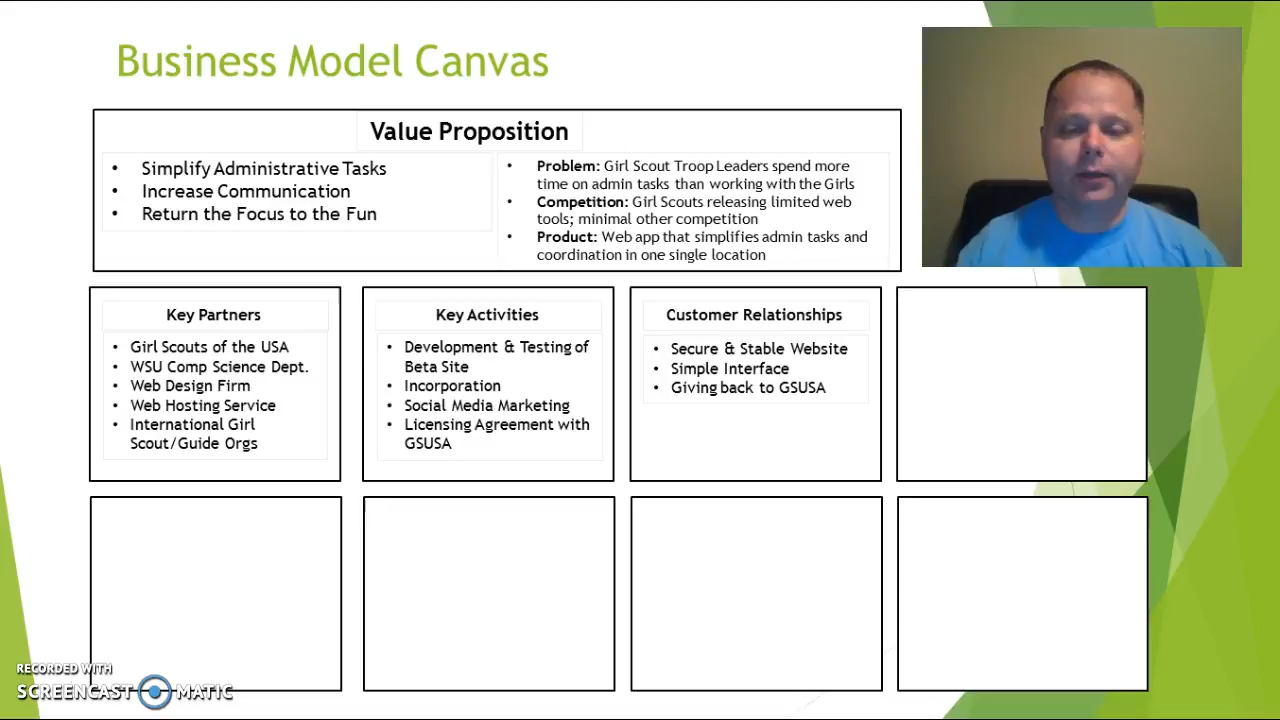 Business Model Canvas
Value Proposition
• Simplify Administrative Tasks
• Increase Communication
• Return the Focus to the Fun
• Problem: Girl Scout Troop Leaders spend more
time on admin tasks than working with the Girls
• Competition: Girl Scouts releasing limited web
tools; minimal other competition
• Product: Web app that simplifies admin tasks and
coordination in one single location
Key Partners
• Girl Scouts of the USA
• WSU Comp Science Dept.
• Web Design Firm
• Web Hosting Service
• International Girl
Scout/Guide Orgs
Key Activities
• Development & Testing of
Beta Site
• Incorporation
• Social Media Marketing
• Licensing Agreement with
GSUSA
Customer Relationships
• Secure & Stable Website
• Simple Interface
• Giving back to GSUSA
RECORDED WITH
SCREENCAST MATIC